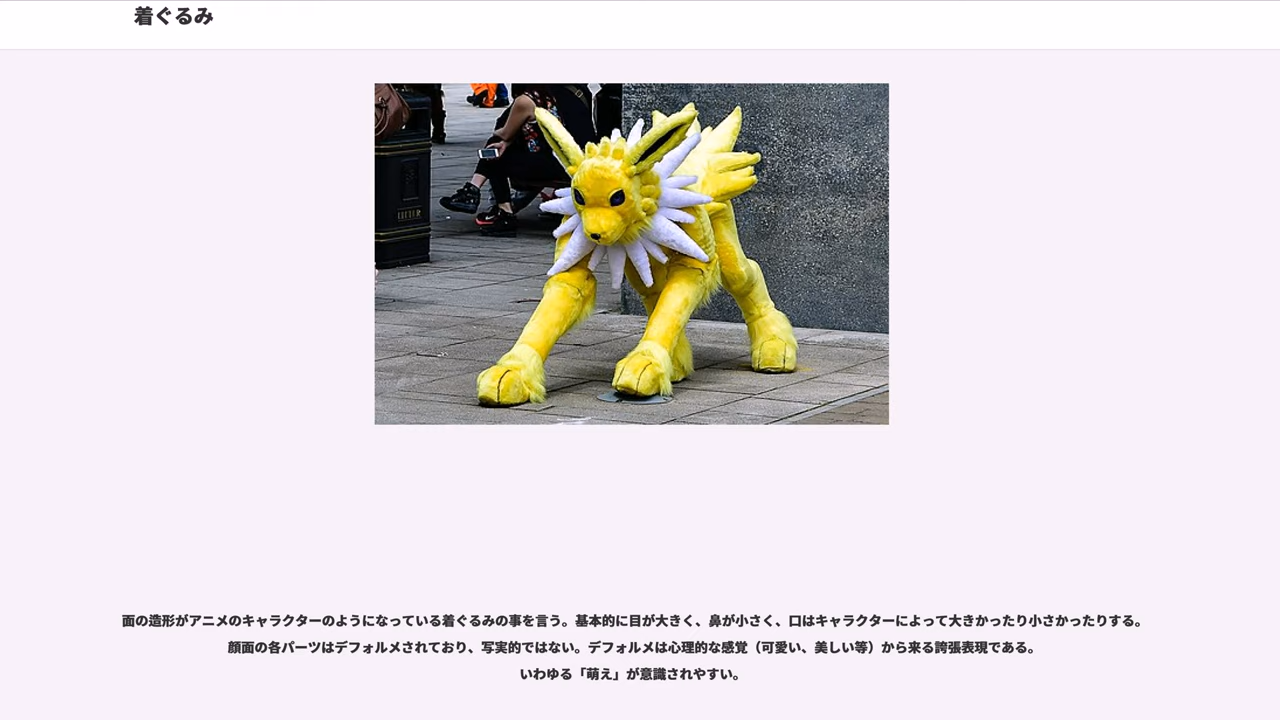 着ぐるみ
LITTER
面の造形がアニメのキャラクターのようになっている着ぐるみの事を言う。基本的に目が大きく、鼻が小さく、口はキャラクターによって大きかったり小さかったりする。
顔面の各パーツはデフォルメされており、写実的ではない。デフォルメは心理的な感覚（可愛い、美しい等）から来る誇張表現である。
いわゆる「萌え」が意識されやすい。